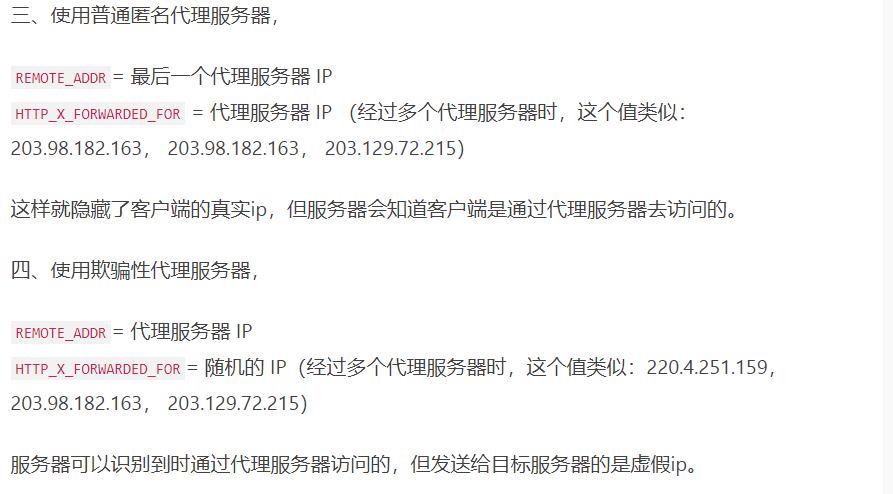 三、使用普通匿名代理服务器，
REMOTE_ADDR = 最后一个代理服务器 IP
HTTP_X_FORWARDED_FOR = 代理服务器 IP （经过多个代理服务器时，这个值类似：
203.98.182.163， 203.98.182.163， 203.129.72.215）
这样就隐藏了客户端的真实ip，但服务器会知道客户端是通过代理服务器去访问的。
四、使用欺骗性代理服务器，
REMOTE_ADDR = 代理服务器 IP
HTTP_X_FORWARDED_FOR = 随机的 IP（经过多个代理服务器时，这个值类似：220.4.251.159，
203.98.182.163， 203.129.72.215）
服务器可以识别到时通过代理服务器访问的，但发送给目标服务器的是虚假ip。